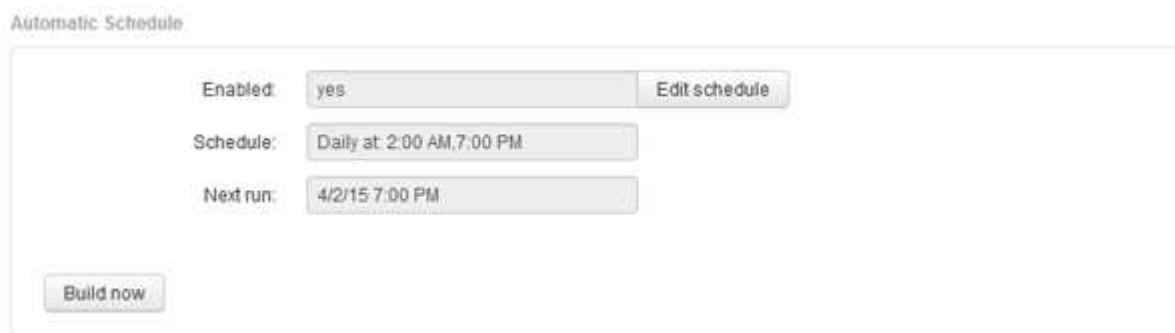 Automatic Schedule
Enabled: yes Edit schedule
Schedule: Daily at: 2:00 AM,7:00 PM
Next run: 4/2/15 7:00 PM
Build now